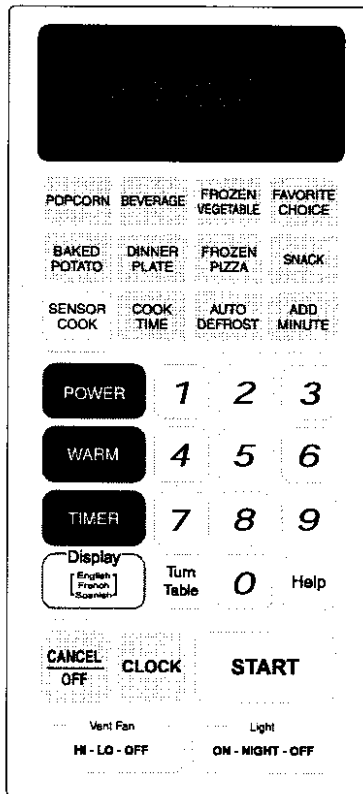 POPCORN BEVERAGE FROZEN VEGETABLE FAVORITE CHOICE
BAKED POTATO DINNER PLATE FROZEN PIZZA SNACK
SENSOR COOK COOK TIME AUTO DEFROST ADD MINUTE
POWER 1 2 3
WARM 4 5 6
TIMER 7 8 9
Display
[English
French
Spanish]
Turn
Table
0 Help
CANCEL
OFF
CLOCK START
Vent Fan Light
HI - LO - OFF ON - NIGHT - OFF